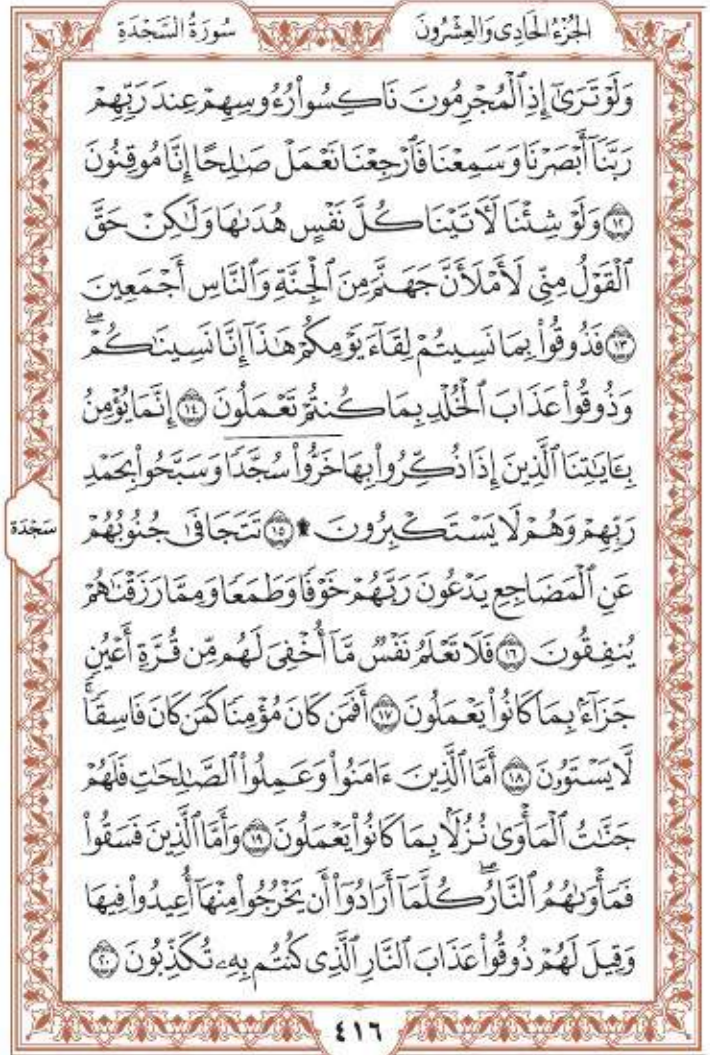 الجُزْءُ الحَادِي وَالعِشْرُونَ
سُورَةُ السَّجْدَةِ
وَلَوْ تَرَىٰٓ إِذِ ٱلْمُجْرِمُونَ نَاكِسُوا۟ رُءُوسِهِمْ عِندَ رَبِّهِمْ
رَبَّنَآ أَبْصَرْنَا وَسَمِعْنَا فَٱرْجِعْنَا نَعْمَلْ صَٰلِحًا إِنَّا مُوقِنُونَ
١٢ وَلَوْ شِئْنَا لَأٓتَيْنَا كُلَّ نَفْسٍ هُدَىٰهَا وَلَٰكِنْ حَقَّ
ٱلْقَوْلُ مِنِّى لَأَمْلَأَنَّ جَهَنَّمَ مِنَ ٱلْجِنَّةِ وَٱلنَّاسِ أَجْمَعِينَ
١٣ فَذُوقُوا۟ بِمَا نَسِيتُمْ لِقَآءَ يَوْمِكُمْ هَٰذَآ إِنَّا نَسِينَٰكُمْ ۖ
وَذُوقُوا۟ عَذَابَ ٱلْخُلْدِ بِمَا كُنتُمْ تَعْمَلُونَ ١٤ إِنَّمَا يُؤْمِنُ
بِـَٔايَٰتِنَا ٱلَّذِينَ إِذَا ذُكِّرُوا۟ بِهَا خَرُّوا۟ سُجَّدًا وَسَبَّحُوا۟ بِحَمْدِ
رَبِّهِمْ وَهُمْ لَا يَسْتَكْبِرُونَ ۩ ١٥ تَتَجَافَىٰ جُنُوبُهُمْ
سَجْدَة
عَنِ ٱلْمَضَاجِعِ يَدْعُونَ رَبَّهُمْ خَوْفًا وَطَمَعًا وَمِمَّا رَزَقْنَٰهُمْ
يُنفِقُونَ ١٦ فَلَا تَعْلَمُ نَفْسٌ مَّآ أُخْفِىَ لَهُم مِّن قُرَّةِ أَعْيُنٍ
جَزَآءًۢ بِمَا كَانُوا۟ يَعْمَلُونَ ١٧ أَفَمَن كَانَ مُؤْمِنًا كَمَن كَانَ فَاسِقًا ۚ
لَّا يَسْتَوُۥنَ ١٨ أَمَّا ٱلَّذِينَ ءَامَنُوا۟ وَعَمِلُوا۟ ٱلصَّٰلِحَٰتِ فَلَهُمْ
جَنَّٰتُ ٱلْمَأْوَىٰ نُزُلًۢا بِمَا كَانُوا۟ يَعْمَلُونَ ١٩ وَأَمَّا ٱلَّذِينَ فَسَقُوا۟
فَمَأْوَىٰهُمُ ٱلنَّارُ ۖ كُلَّمَآ أَرَادُوٓا۟ أَن يَخْرُجُوا۟ مِنْهَآ أُعِيدُوا۟ فِيهَا
وَقِيلَ لَهُمْ ذُوقُوا۟ عَذَابَ ٱلنَّارِ ٱلَّذِى كُنتُم بِهِۦ تُكَذِّبُونَ ٢٠
٤١٦